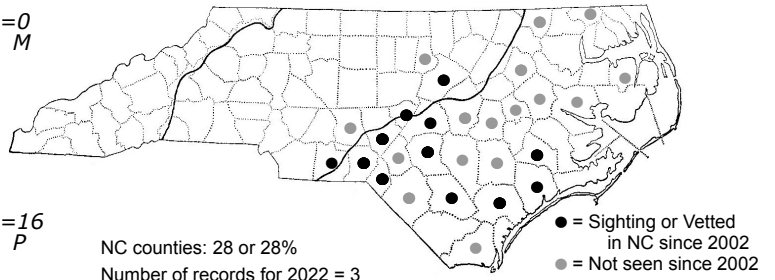 =0
M
=16
P
NC counties: 28 or 28%
Number of records for 2022 = 3
= Sighting or Vetted
in NC since 2002
= Not seen since 2002